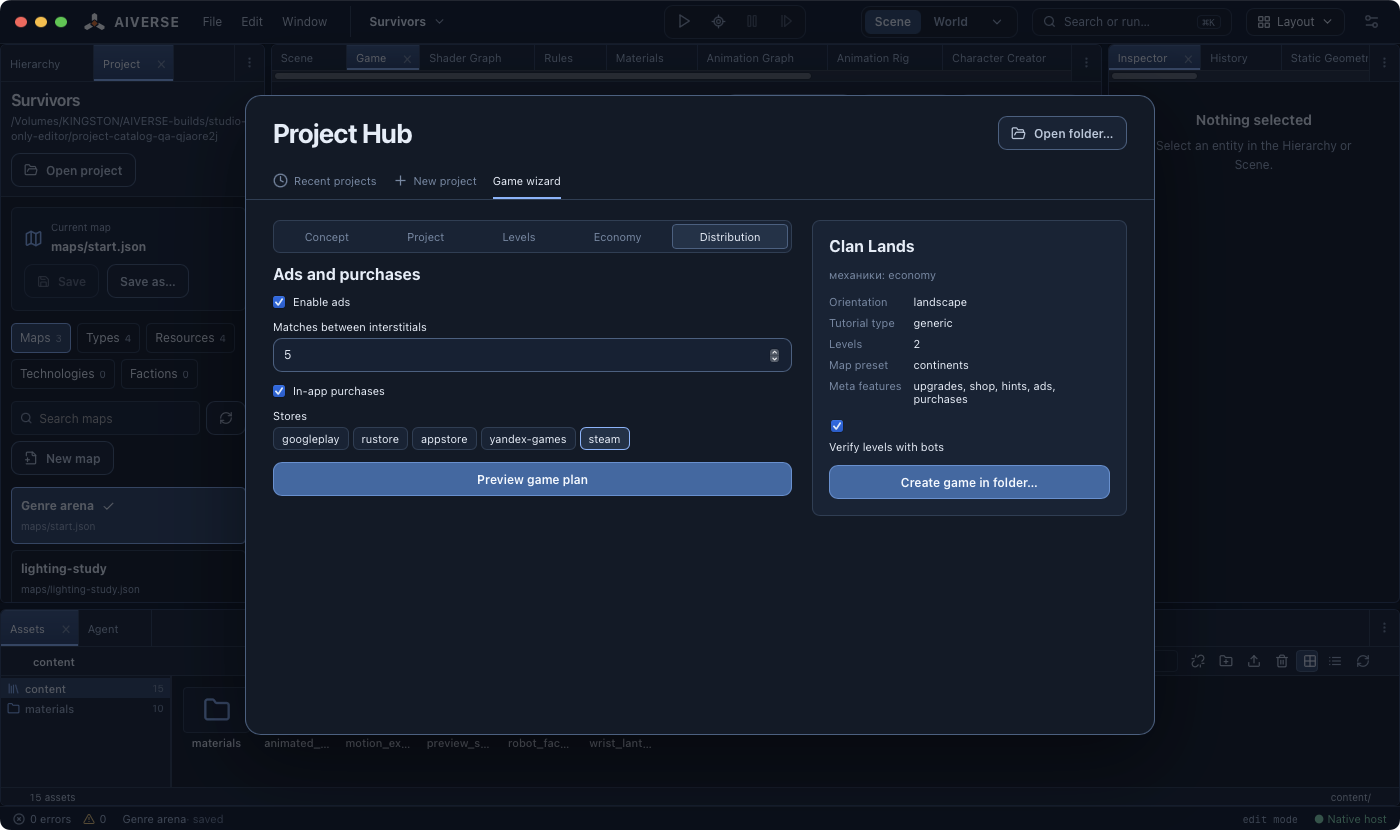 AIVERSE File Edit Window Survivors Scene World Search or run... ⌘K Layout
Hierarchy Project Scene Game Shader Graph Rules Materials Animation Graph Animation Rig Character Creator Inspector History Static Geometr
Survivors
/Volumes/KINGSTON/AIVERSE-builds/studio-
only-editor/project-catalog-qa-qjaore2j
Open project
Current map
maps/start.json
Save Save as...
Maps 3 Types 4 Resources 4
Technologies 0 Factions 0
Search maps
New map
Genre arena
maps/start.json
lighting-study
maps/lighting-study.json
Project Hub
Open folder...
Recent projects New project Game wizard
Concept Project Levels Economy Distribution
Ads and purchases
Enable ads
Matches between interstitials
5
In-app purchases
Stores
googleplay rustore appstore yandex-games steam
Preview game plan
Clan Lands
механики: economy
Orientation landscape
Tutorial type generic
Levels 2
Map preset continents
Meta features upgrades, shop, hints, ads,
purchases
Verify levels with bots
Create game in folder...
Nothing selected
Select an entity in the Hierarchy or
Scene.
Assets Agent
content
content 15
materials 10
materials animated_... motion_ex... preview_s... robot_fac... wrist_lant...
15 assets content/
0 errors 0 Genre arena · saved edit mode Native host